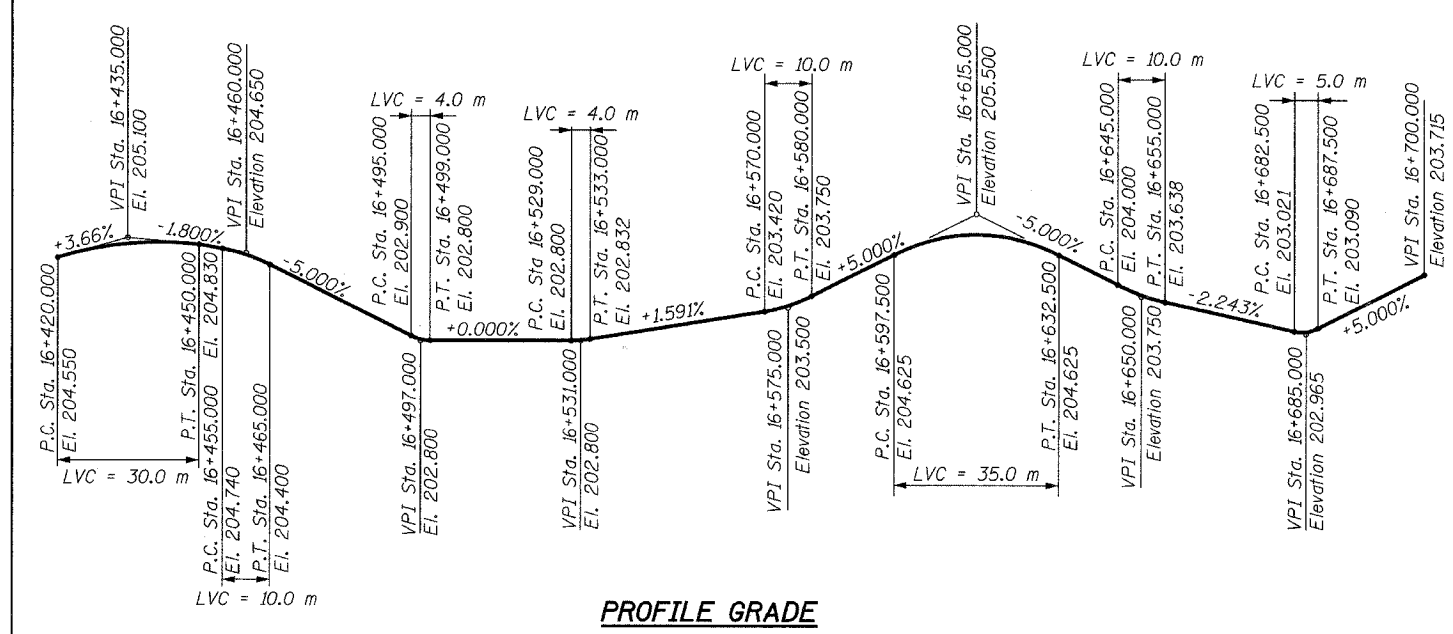 VPI Sta. 16+435.000
El. 205.100
VPI Sta. 16+460.000
Elevation 204.650
LVC = 4.0 m
P.C. Sta. 16+495.000
El. 202.900
P.T. Sta. 16+499.000
El. 202.800
LVC = 4.0 m
P.C. Sta 16+529.000
El. 202.800
P.T. Sta. 16+533.000
El. 202.832
LVC = 10.0 m
P.C. Sta. 16+570.000
El. 203.420
P.T. Sta. 16+580.000
El. 203.750
VPI Sta. 16+615.000
Elevation 205.500
LVC = 10.0 m
P.C. Sta. 16+645.000
El. 204.000
P.T. Sta. 16+655.000
El. 203.638
LVC = 5.0 m
P.C. Sta. 16+682.500
El. 203.021
P.T. Sta. 16+687.500
El. 203.090
VPI Sta. 16+700.000
Elevation 203.715
+3.66%
-1.800%
-5.000%
+0.000%
+1.591%
+5.000%
-5.000%
-2.243%
+5.000%
P.C. Sta. 16+420.000
El. 204.550
P.T. Sta. 16+450.000
El. 204.830
LVC = 30.0 m
P.C. Sta. 16+455.000
El. 204.740
P.T. Sta. 16+465.000
El. 204.400
LVC = 10.0 m
VPI Sta. 16+497.000
El. 202.800
VPI Sta. 16+531.000
El. 202.800
VPI Sta. 16+575.000
Elevation 203.500
P.C. Sta. 16+597.500
El. 204.625
P.T. Sta. 16+632.500
El. 204.625
LVC = 35.0 m
VPI Sta. 16+650.000
Elevation 203.750
VPI Sta. 16+685.000
Elevation 202.965
PROFILE GRADE